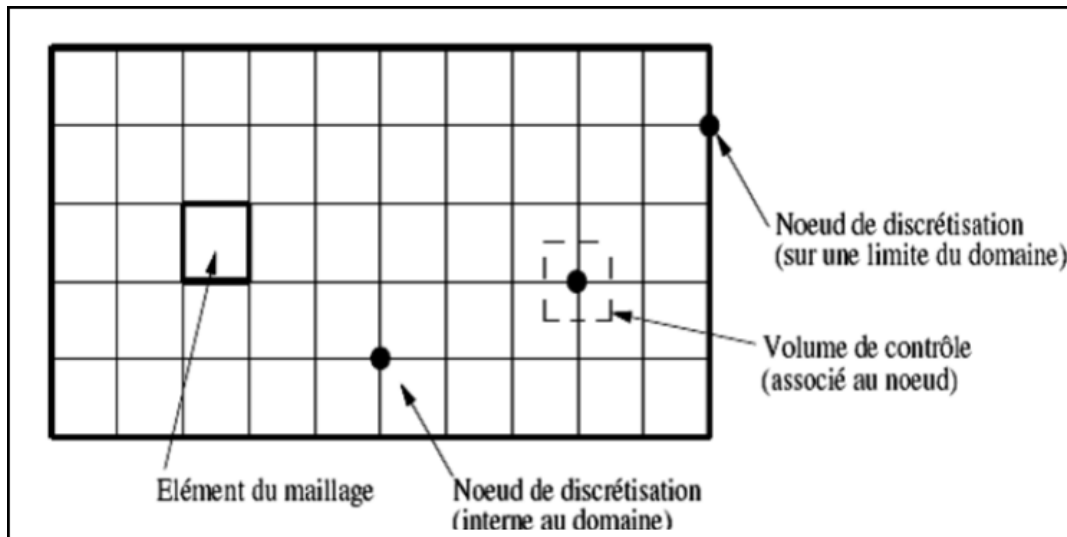 Noeud de discrétisation
(sur une limite du domaine)
Volume de contrôle
(associé au noeud)
Elément du maillage
Noeud de discrétisation
(interne au domaine)